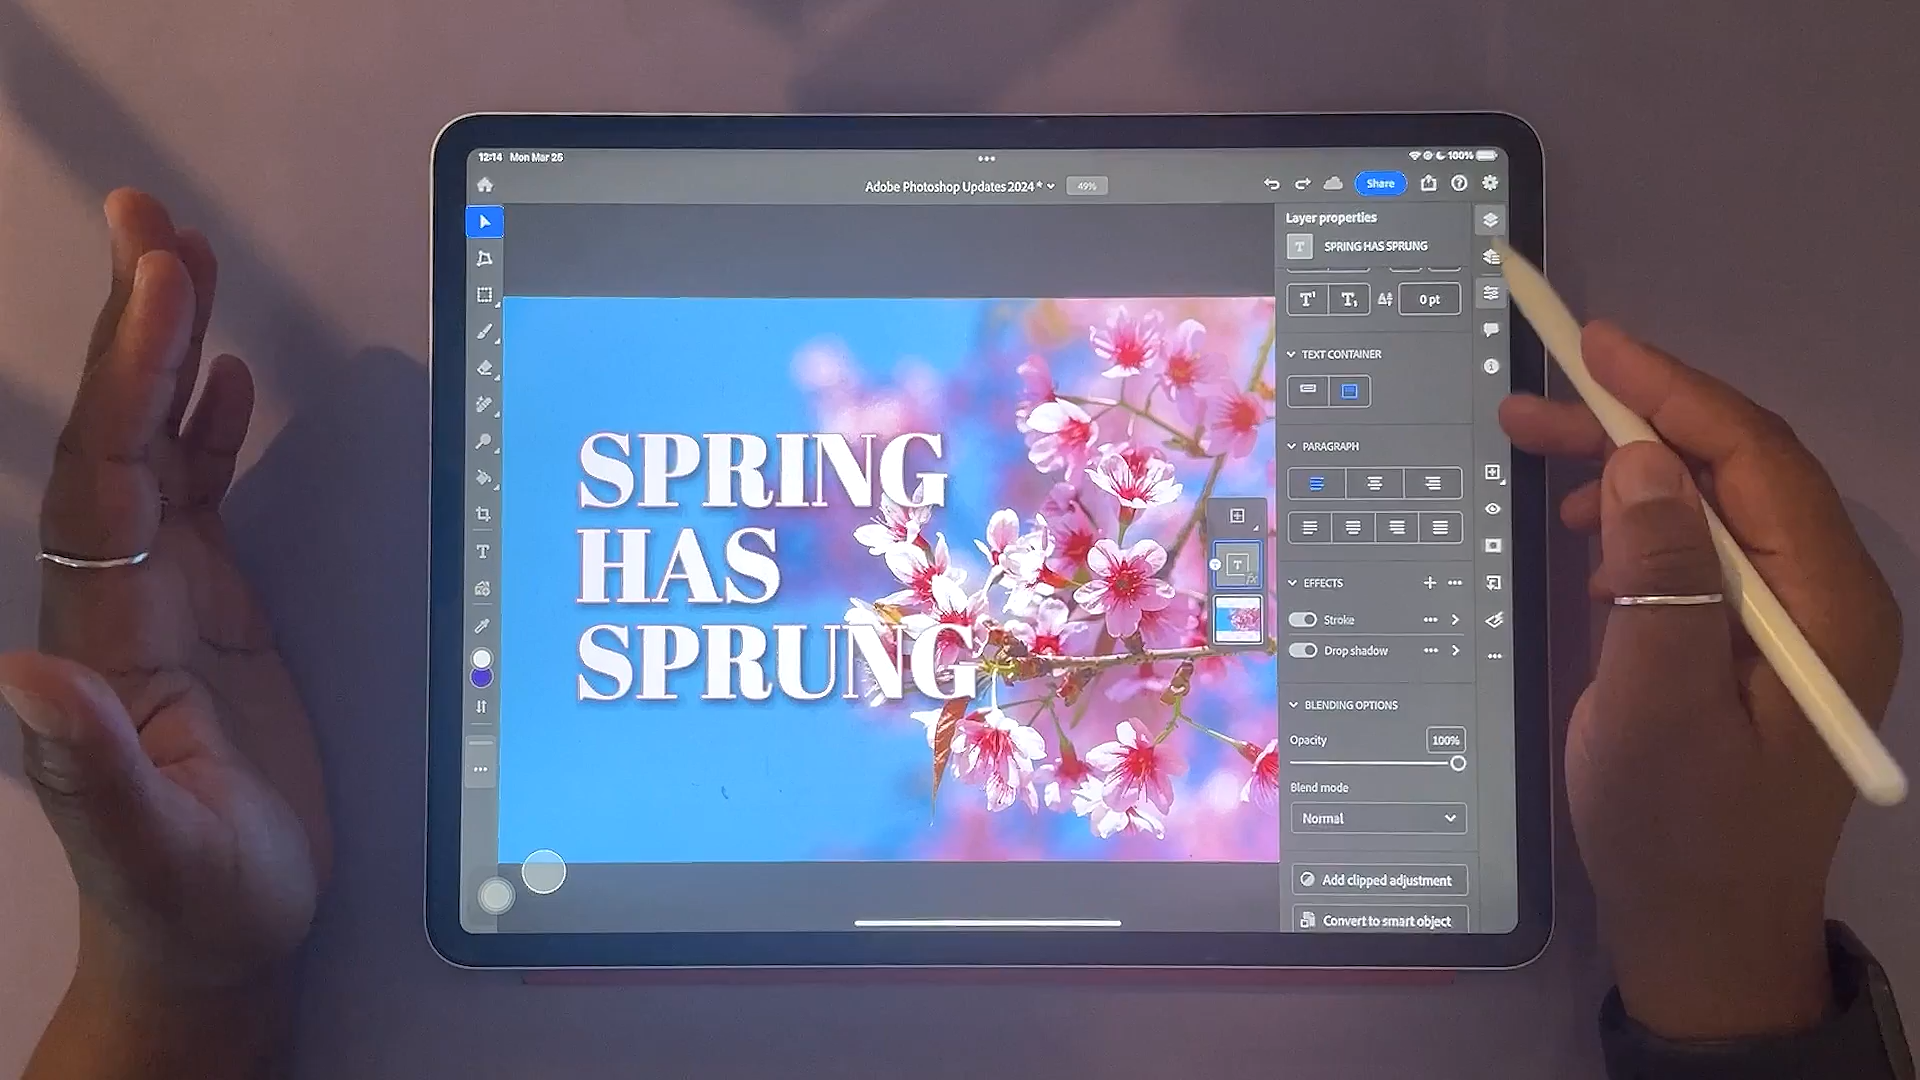 12:14 Mon Mar 25
100%
Adobe Photoshop Updates 2024 *
49%
Share
Layer properties
T SPRING HAS SPRUNG
0 pt
TEXT CONTAINER
PARAGRAPH
EFFECTS
Stroke
Drop shadow
BLENDING OPTIONS
Opacity 100%
Blend mode
Normal
Add clipped adjustment
Convert to smart object
SPRING
HAS
SPRUNG